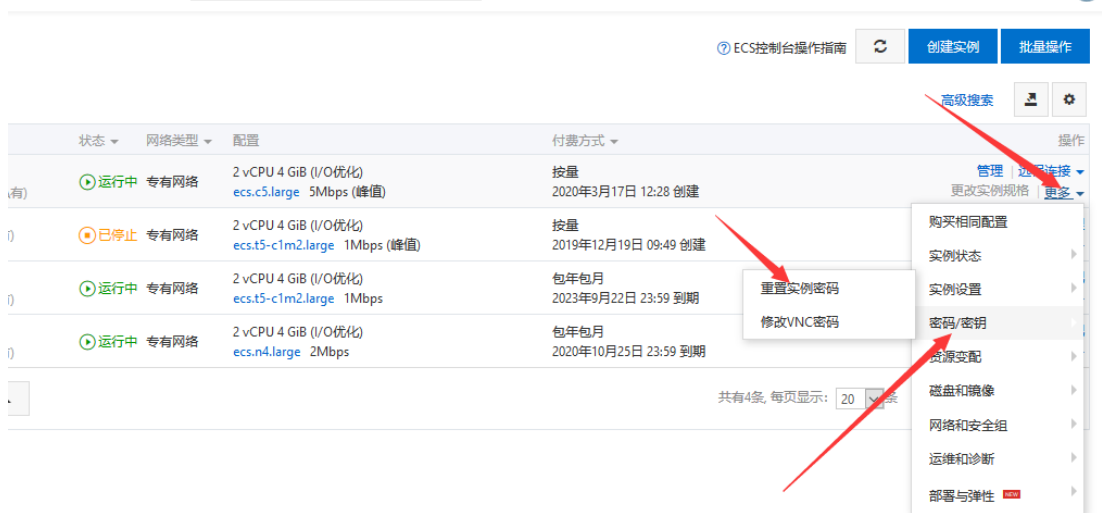 ECS控制台操作指南 创建实例 批量操作
高级搜索
状态 网络类型 配置 付费方式 操作
运行中 专有网络 2 vCPU 4 GiB (I/O优化) 按量 管理 远程连接
有) ecs.c5.large 5Mbps (峰值) 2020年3月17日 12:28 创建 更改实例规格 更多
已停止 专有网络 2 vCPU 4 GiB (I/O优化) 按量
ecs.t5-c1m2.large 1Mbps (峰值) 2019年12月19日 09:49 创建
运行中 专有网络 2 vCPU 4 GiB (I/O优化) 包年包月
ecs.t5-c1m2.large 1Mbps 2023年9月22日 23:59 到期
运行中 专有网络 2 vCPU 4 GiB (I/O优化) 包年包月
ecs.n4.large 2Mbps 2020年10月25日 23:59 到期
共有4条, 每页显示: 20 条
重置实例密码
修改VNC密码
购买相同配置
实例状态
实例设置
密码/密钥
资源变配
磁盘和镜像
网络和安全组
运维和诊断
部署与弹性 NEW